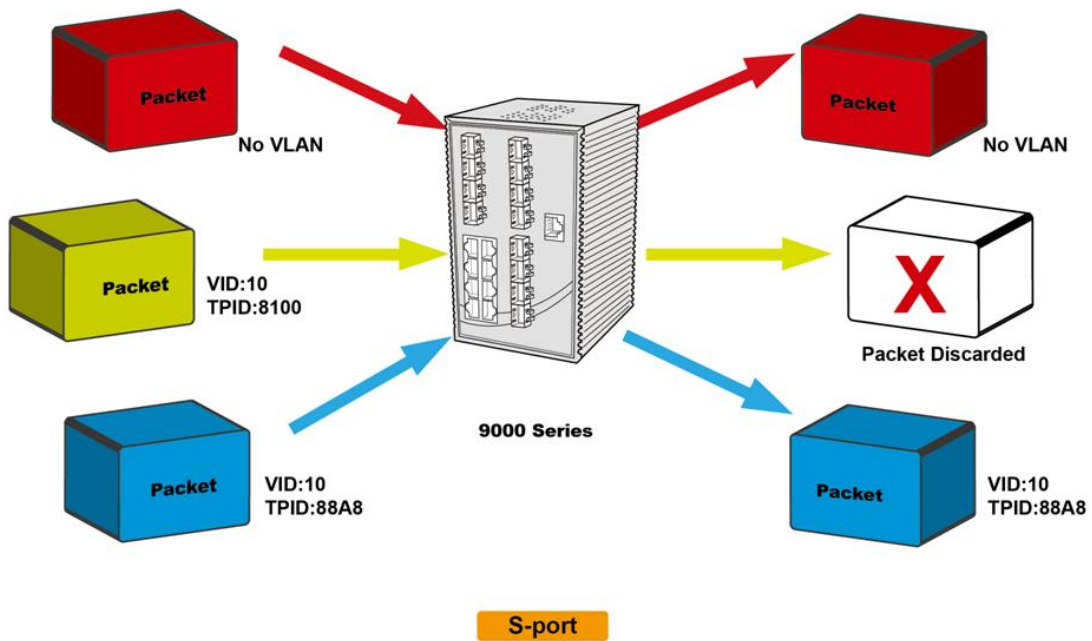 Packet
No VLAN
Packet
No VLAN
Packet
VID:10
TPID:8100
X
Packet Discarded
9000 Series
Packet
VID:10
TPID:88A8
Packet
VID:10
TPID:88A8
S-port